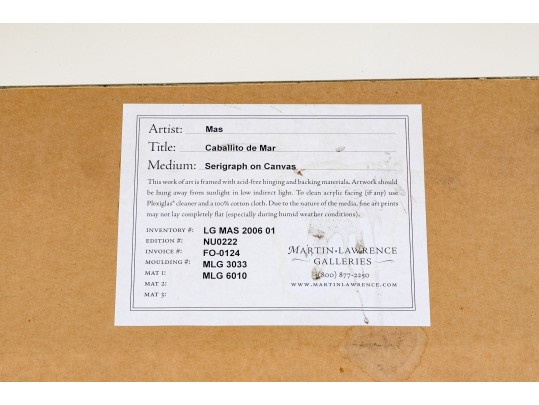 Artist: Mas
Title: Caballito de Mar
Medium: Serigraph on Canvas
This work of art is framed with acid-free hinging and backing materials. Artwork should
be hung away from sunlight in low indirect light. To clean acrylic facing (if any) use
Plexiglas® cleaner and a 100% cotton cloth. Due to the nature of the media, fine art prints
may not lay completely flat (especially during humid weather conditions).
INVENTORY #: LG MAS 2006 01
EDITION #: NU0222
INVOICE #: FO-0124
MOULDING #: MLG 3033
MAT 1: MLG 6010
MAT 2:
MAT 3:
MARTIN-LAWRENCE
GALLERIES
1(800) 877-2250
WWW.MARTINLAWRENCE.COM